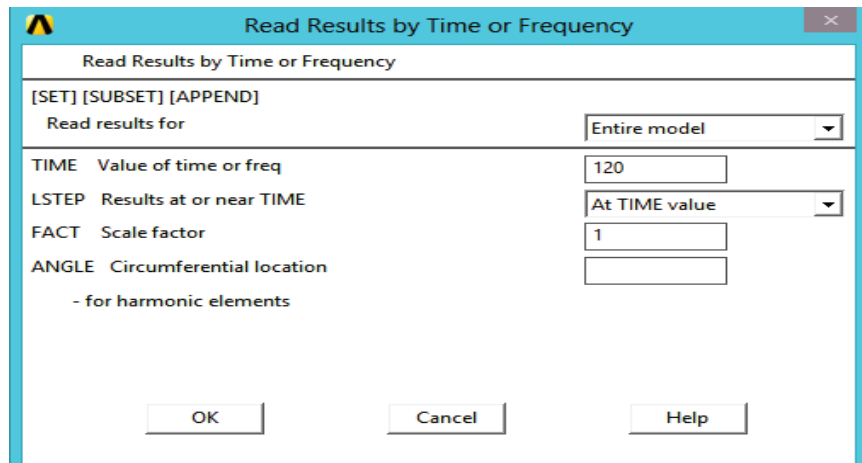 Read Results by Time or Frequency
Read Results by Time or Frequency
[SET] [SUBSET] [APPEND]
Read results for Entire model
TIME Value of time or freq 120
LSTEP Results at or near TIME At TIME value
FACT Scale factor 1
ANGLE Circumferential location
- for harmonic elements
OK Cancel Help